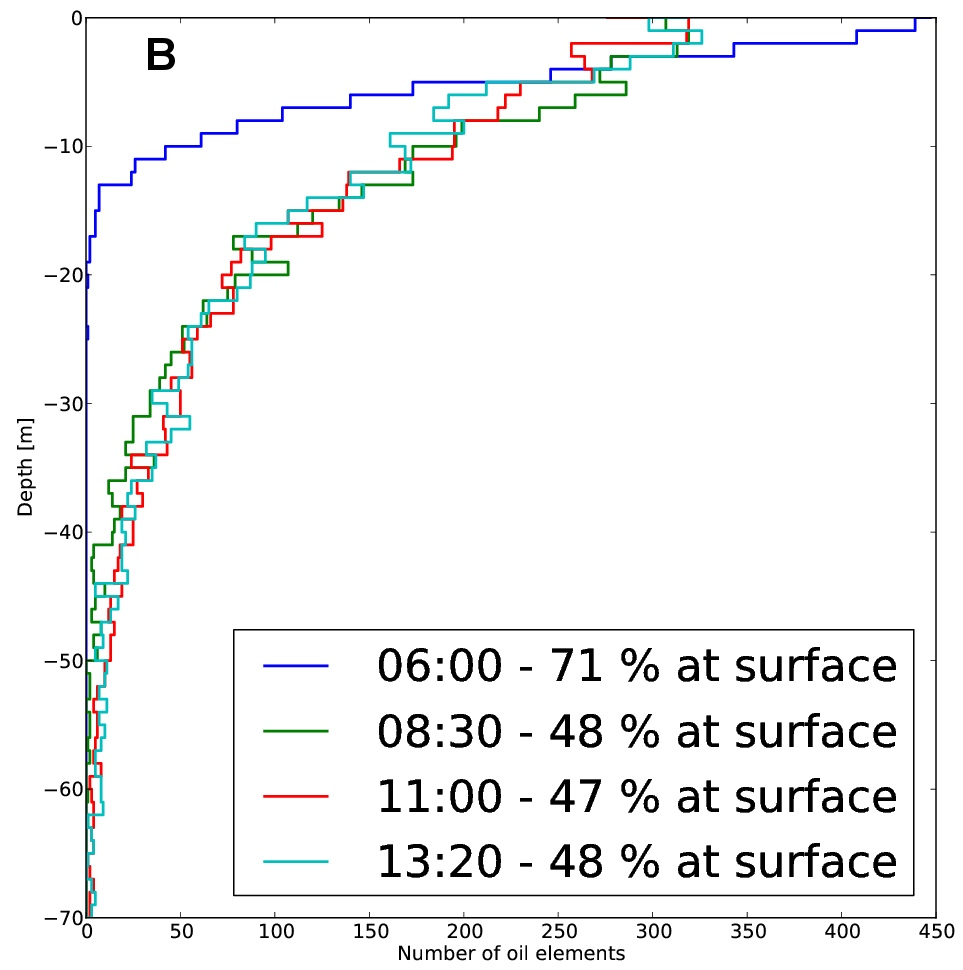 B
0
−10
−20
−30
−40
−50
−60
−70
Depth [m]
06:00 - 71 % at surface
08:30 - 48 % at surface
11:00 - 47 % at surface
13:20 - 48 % at surface
0 50 100 150 200 250 300 350 400 450
Number of oil elements